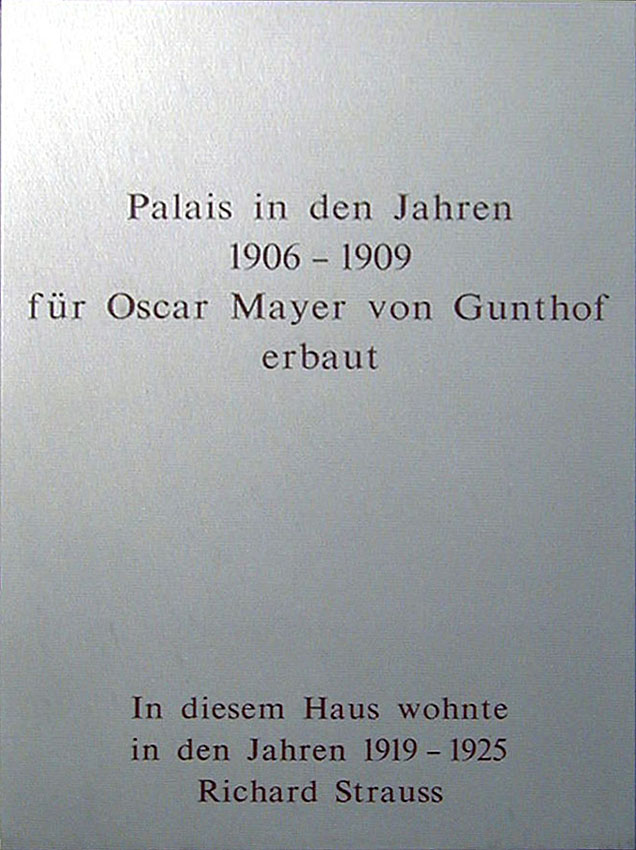 Palais in den Jahren
1906 – 1909
für Oscar Mayer von Gunthof
erbaut
In diesem Haus wohnte
in den Jahren 1919 – 1925
Richard Strauss